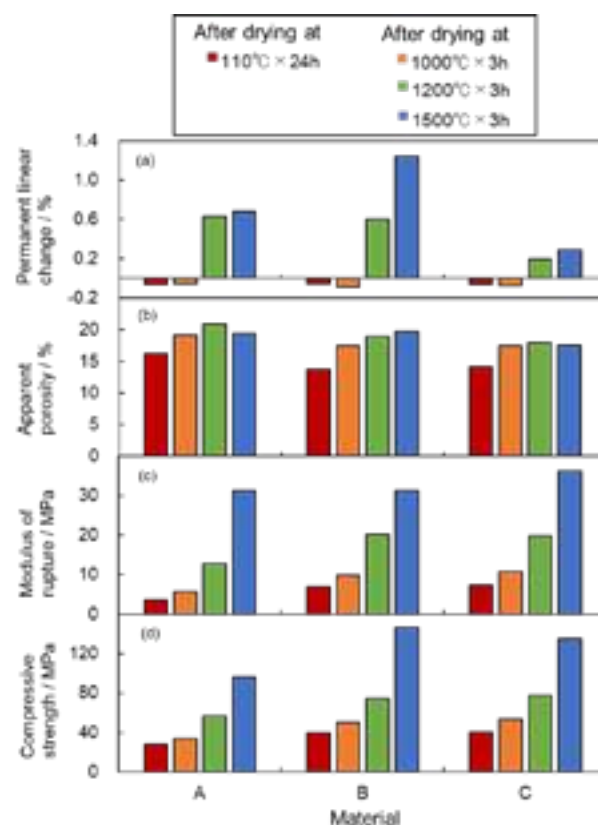 After drying at After drying at
110℃ × 24h 1000℃ × 3h
1200℃ × 3h
1500℃ × 3h
(a)
Permanent linear
change / %
1.4
1.0
0.6
0.2
-0.2
(b)
Apparent
porosity / %
20
15
10
5
0
(c)
Modulus of
rupture / MPa
30
20
10
0
(d)
Compressive
strength / MPa
120
80
40
0
A B C
Material